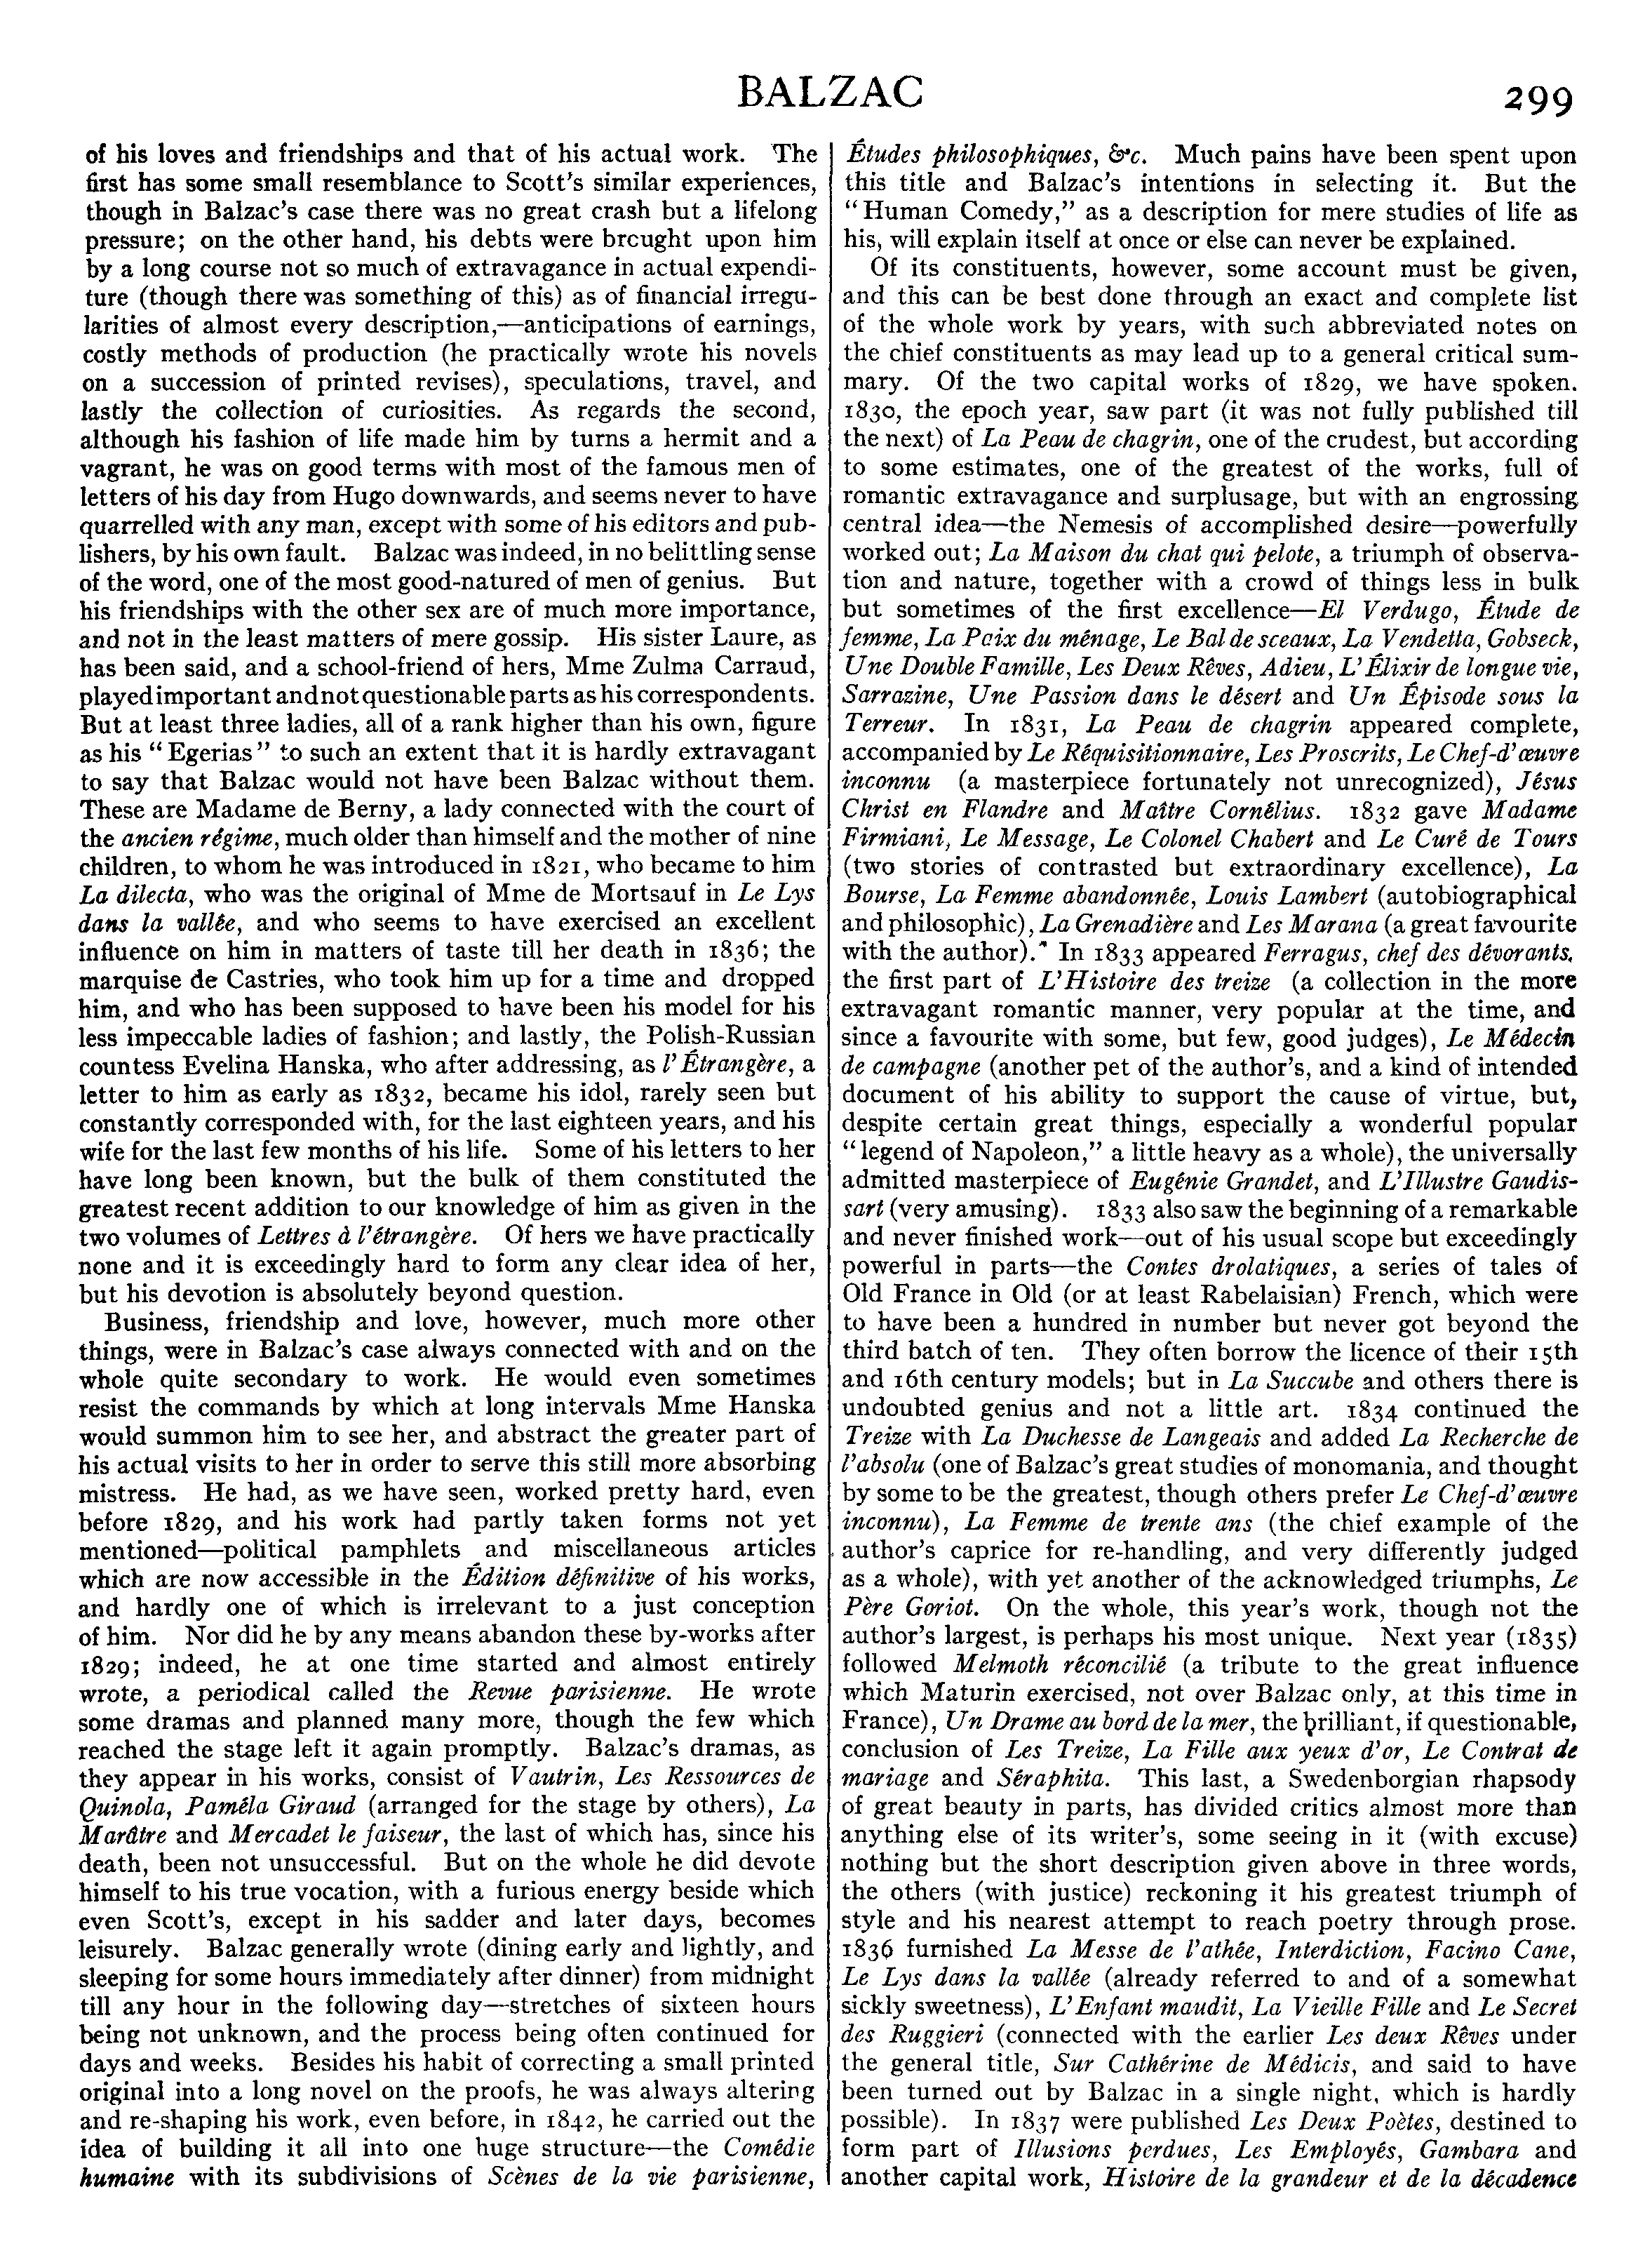 BALZAC
299
of his loves and friendships and that of his actual work. The
first has some small resemblance to Scott's similar experiences,
though in Balzac's case there was no great crash but a lifelong
pressure; on the other hand, his debts were brcught upon him
by a long course not so much of extravagance in actual expendi-
ture (though there was something of this) as of financial irregu-
larities of almost every description,—anticipations of earnings,
costly methods of production (he practically wrote his novels
on a succession of printed revises), speculations, travel, and
lastly the collection of curiosities. As regards the second,
although his fashion of life made him by turns a hermit and a
vagrant, he was on good terms with most of the famous men of
letters of his day from Hugo downwards, and seems never to have
quarrelled with any man, except with some of his editors and pub-
lishers, by his own fault. Balzac was indeed, in no belittling sense
of the word, one of the most good-natured of men of genius. But
his friendships with the other sex are of much more importance,
and not in the least matters of mere gossip. His sister Laure, as
has been said, and a school-friend of hers, Mme Zulma Carraud,
played important and not questionable parts as his correspondents.
But at least three ladies, all of a rank higher than his own, figure
as his "Egerias" to such an extent that it is hardly extravagant
to say that Balzac would not have been Balzac without them.
These are Madame de Berny, a lady connected with the court of
the ancien régime, much older than himself and the mother of nine
children, to whom he was introduced in 1821, who became to him
La dilecta, who was the original of Mme de Mortsauf in Le Lys
dans la vallée, and who seems to have exercised an excellent
influence on him in matters of taste till her death in 1836; the
marquise de Castries, who took him up for a time and dropped
him, and who has been supposed to have been his model for his
less impeccable ladies of fashion; and lastly, the Polish-Russian
countess Evelina Hanska, who after addressing, as l'Étrangère, a
letter to him as early as 1832, became his idol, rarely seen but
constantly corresponded with, for the last eighteen years, and his
wife for the last few months of his life. Some of his letters to her
have long been known, but the bulk of them constituted the
greatest recent addition to our knowledge of him as given in the
two volumes of Lettres à l'étrangère. Of hers we have practically
none and it is exceedingly hard to form any clear idea of her,
but his devotion is absolutely beyond question.
Business, friendship and love, however, much more other
things, were in Balzac's case always connected with and on the
whole quite secondary to work. He would even sometimes
resist the commands by which at long intervals Mme Hanska
would summon him to see her, and abstract the greater part of
his actual visits to her in order to serve this still more absorbing
mistress. He had, as we have seen, worked pretty hard, even
before 1829, and his work had partly taken forms not yet
mentioned—political pamphlets and miscellaneous articles
which are now accessible in the Édition définitive of his works,
and hardly one of which is irrelevant to a just conception
of him. Nor did he by any means abandon these by-works after
1829; indeed, he at one time started and almost entirely
wrote, a periodical called the Revue parisienne. He wrote
some dramas and planned many more, though the few which
reached the stage left it again promptly. Balzac's dramas, as
they appear in his works, consist of Vautrin, Les Ressources de
Quinola, Paméla Giraud (arranged for the stage by others), La
Marâtre and Mercadet le faiseur, the last of which has, since his
death, been not unsuccessful. But on the whole he did devote
himself to his true vocation, with a furious energy beside which
even Scott's, except in his sadder and later days, becomes
leisurely. Balzac generally wrote (dining early and lightly, and
sleeping for some hours immediately after dinner) from midnight
till any hour in the following day—stretches of sixteen hours
being not unknown, and the process being often continued for
days and weeks. Besides his habit of correcting a small printed
original into a long novel on the proofs, he was always altering
and re-shaping his work, even before, in 1842, he carried out the
idea of building it all into one huge structure—the Comédie
humaine with its subdivisions of Scènes de la vie parisienne,
Études philosophiques, &c. Much pains have been spent upon
this title and Balzac's intentions in selecting it. But the
"Human Comedy," as a description for mere studies of life as
his, will explain itself at once or else can never be explained.
Of its constituents, however, some account must be given,
and this can be best done through an exact and complete list
of the whole work by years, with such abbreviated notes on
the chief constituents as may lead up to a general critical sum-
mary. Of the two capital works of 1829, we have spoken.
1830, the epoch year, saw part (it was not fully published till
the next) of La Peau de chagrin, one of the crudest, but according
to some estimates, one of the greatest of the works, full of
romantic extravagance and surplusage, but with an engrossing
central idea—the Nemesis of accomplished desire—powerfully
worked out; La Maison du chat qui pelote, a triumph of observa-
tion and nature, together with a crowd of things less in bulk
but sometimes of the first excellence—El Verdugo, Étude de
femme, La Paix du ménage, Le Bal de sceaux, La Vendetta, Gobseck,
Une Double Famille, Les Deux Rêves, Adieu, L'Élixir de longue vie,
Sarrazine, Une Passion dans le désert and Un Épisode sous la
Terreur. In 1831, La Peau de chagrin appeared complete,
accompanied by Le Réquisitionnaire, Les Proscrits, Le Chef-d'œuvre
inconnu (a masterpiece fortunately not unrecognized), Jésus
Christ en Flandre and Maître Cornélius. 1832 gave Madame
Firmiani, Le Message, Le Colonel Chabert and Le Curé de Tours
(two stories of contrasted but extraordinary excellence), La
Bourse, La Femme abandonnée, Louis Lambert (autobiographical
and philosophic), La Grenadière and Les Marana (a great favourite
with the author). In 1833 appeared Ferragus, chef des dévorants,
the first part of L'Histoire des treize (a collection in the more
extravagant romantic manner, very popular at the time, and
since a favourite with some, but few, good judges), Le Médecin
de campagne (another pet of the author's, and a kind of intended
document of his ability to support the cause of virtue, but,
despite certain great things, especially a wonderful popular
"legend of Napoleon," a little heavy as a whole), the universally
admitted masterpiece of Eugénie Grandet, and L'Illustre Gaudis-
sart (very amusing). 1833 also saw the beginning of a remarkable
and never finished work—out of his usual scope but exceedingly
powerful in parts—the Contes drolatiques, a series of tales of
Old France in Old (or at least Rabelaisian) French, which were
to have been a hundred in number but never got beyond the
third batch of ten. They often borrow the licence of their 15th
and 16th century models; but in La Succube and others there is
undoubted genius and not a little art. 1834 continued the
Treize with La Duchesse de Langeais and added La Recherche de
l'absolu (one of Balzac's great studies of monomania, and thought
by some to be the greatest, though others prefer Le Chef-d'œuvre
inconnu), La Femme de trente ans (the chief example of the
author's caprice for re-handling, and very differently judged
as a whole), with yet another of the acknowledged triumphs, Le
Père Goriot. On the whole, this year's work, though not the
author's largest, is perhaps his most unique. Next year (1835)
followed Melmoth réconcilié (a tribute to the great influence
which Maturin exercised, not over Balzac only, at this time in
France), Un Drame au bord de la mer, the brilliant, if questionable,
conclusion of Les Treize, La Fille aux yeux d'or, Le Contrat de
mariage and Séraphita. This last, a Swedenborgian rhapsody
of great beauty in parts, has divided critics almost more than
anything else of its writer's, some seeing in it (with excuse)
nothing but the short description given above in three words,
the others (with justice) reckoning it his greatest triumph of
style and his nearest attempt to reach poetry through prose.
1836 furnished La Messe de l'athée, Interdiction, Facino Cane,
Le Lys dans la vallée (already referred to and of a somewhat
sickly sweetness), L'Enfant maudit, La Vieille Fille and Le Secret
des Ruggieri (connected with the earlier Les deux Rêves under
the general title, Sur Cathérine de Médicis, and said to have
been turned out by Balzac in a single night, which is hardly
possible). In 1837 were published Les Deux Poètes, destined to
form part of Illusions perdues, Les Employés, Gambara and
another capital work, Histoire de la grandeur et de la décadence